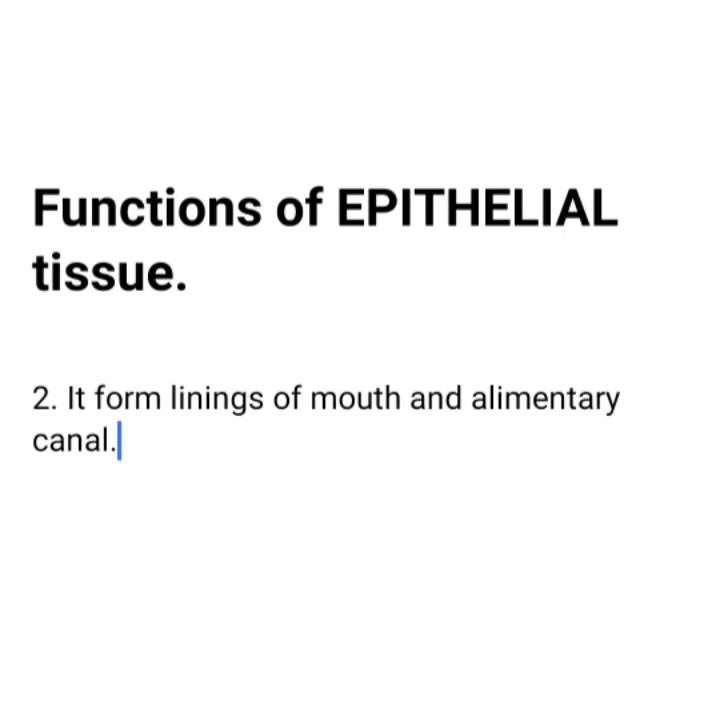 Functions of EPITHELIAL
tissue.
2. It form linings of mouth and alimentary
canal.